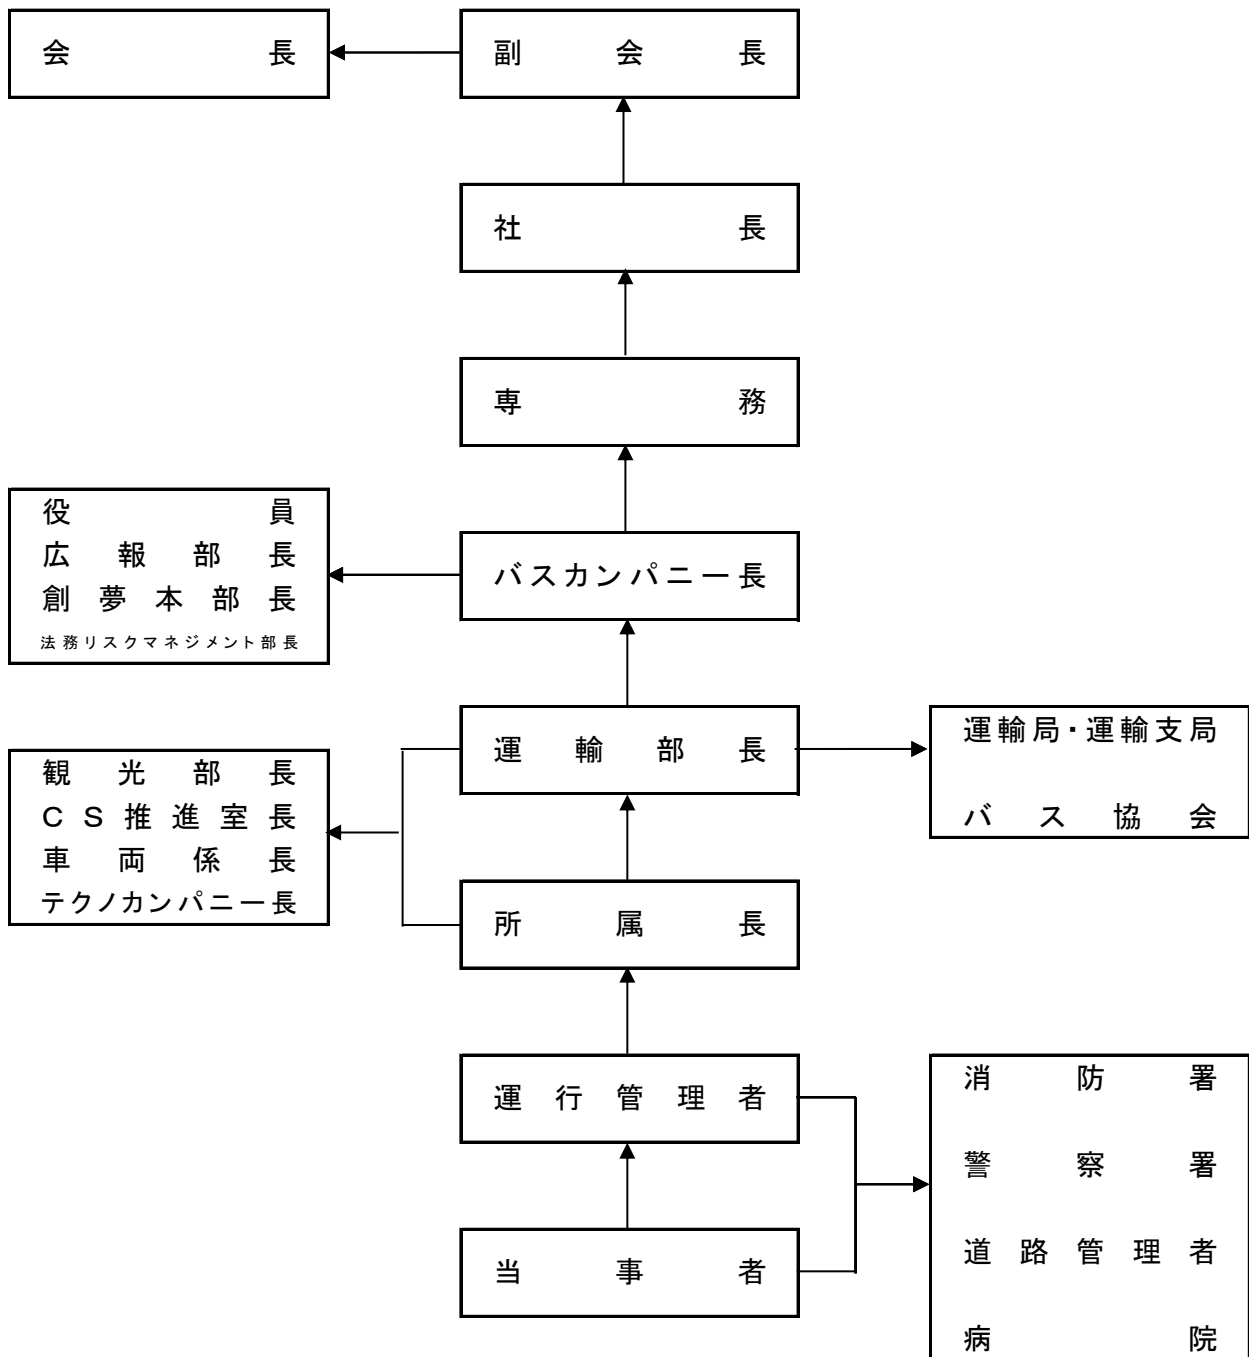 会長
副会長
社長
専務
役員
広報部長
創夢本部長
法務リスクマネジメント部長
バスカンパニー長
運輸部長
運輸局・運輸支局
バス協会
観光部長
CS推進室長
車両係長
テクノカンパニー長
所属長
運行管理者
消防署
警察署
道路管理者
病院
当事者